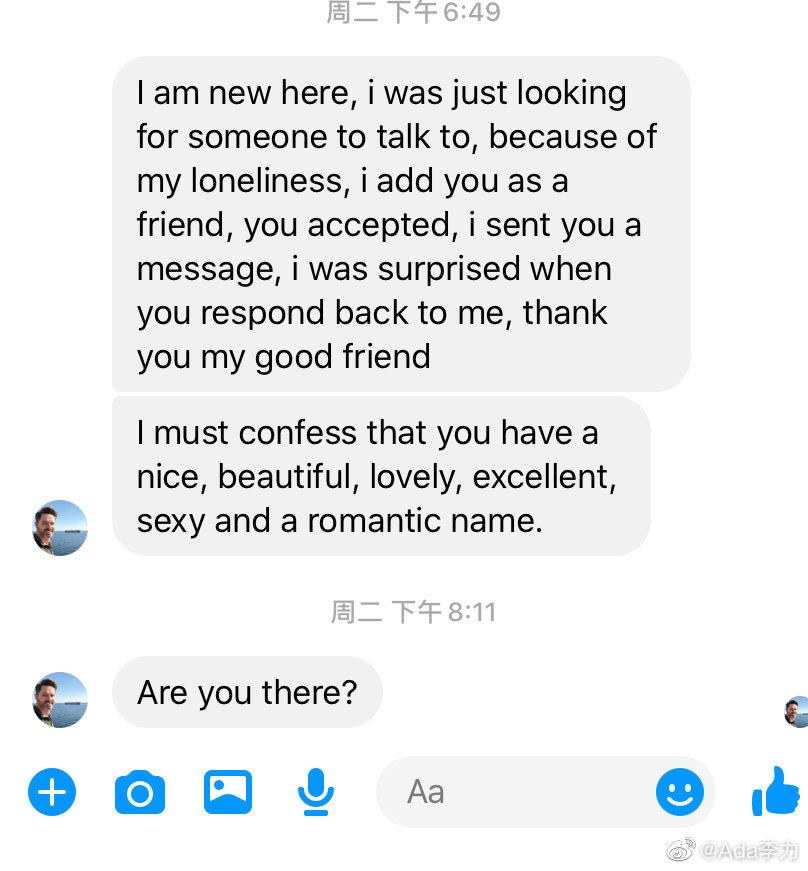 周二 下午6:49
I am new here, i was just looking
for someone to talk to, because of
my loneliness, i add you as a
friend, you accepted, i sent you a
message, i was surprised when
you respond back to me, thank
you my good friend
I must confess that you have a
nice, beautiful, lovely, excellent,
sexy and a romantic name.
周二 下午8:11
Are you there?
Aa
@Ada李力